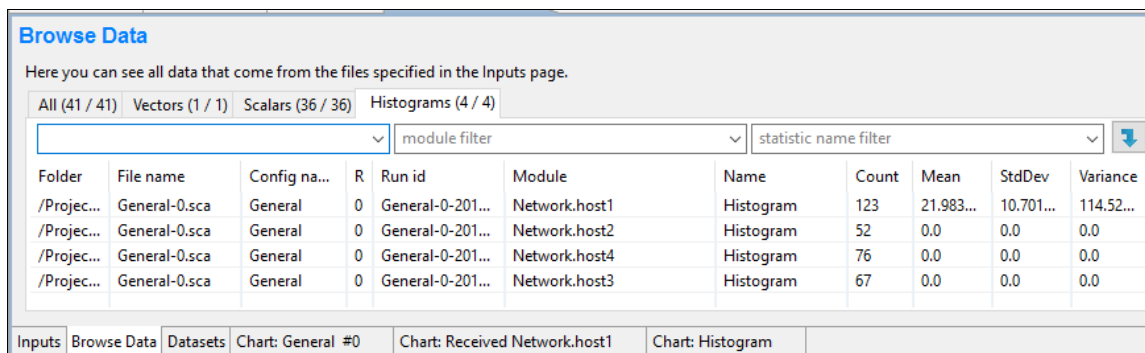 Browse Data
Here you can see all data that come from the files specified in the Inputs page.
All (41 / 41) Vectors (1 / 1) Scalars (36 / 36) Histograms (4 / 4)
module filter statistic name filter
Folder File name Config na... R Run id Module Name Count Mean StdDev Variance
/Projec... General-0.sca General 0 General-0-201... Network.host1 Histogram 123 21.983... 10.701... 114.52...
/Projec... General-0.sca General 0 General-0-201... Network.host2 Histogram 52 0.0 0.0 0.0
/Projec... General-0.sca General 0 General-0-201... Network.host4 Histogram 76 0.0 0.0 0.0
/Projec... General-0.sca General 0 General-0-201... Network.host3 Histogram 67 0.0 0.0 0.0
Inputs Browse Data Datasets Chart: General #0 Chart: Received Network.host1 Chart: Histogram